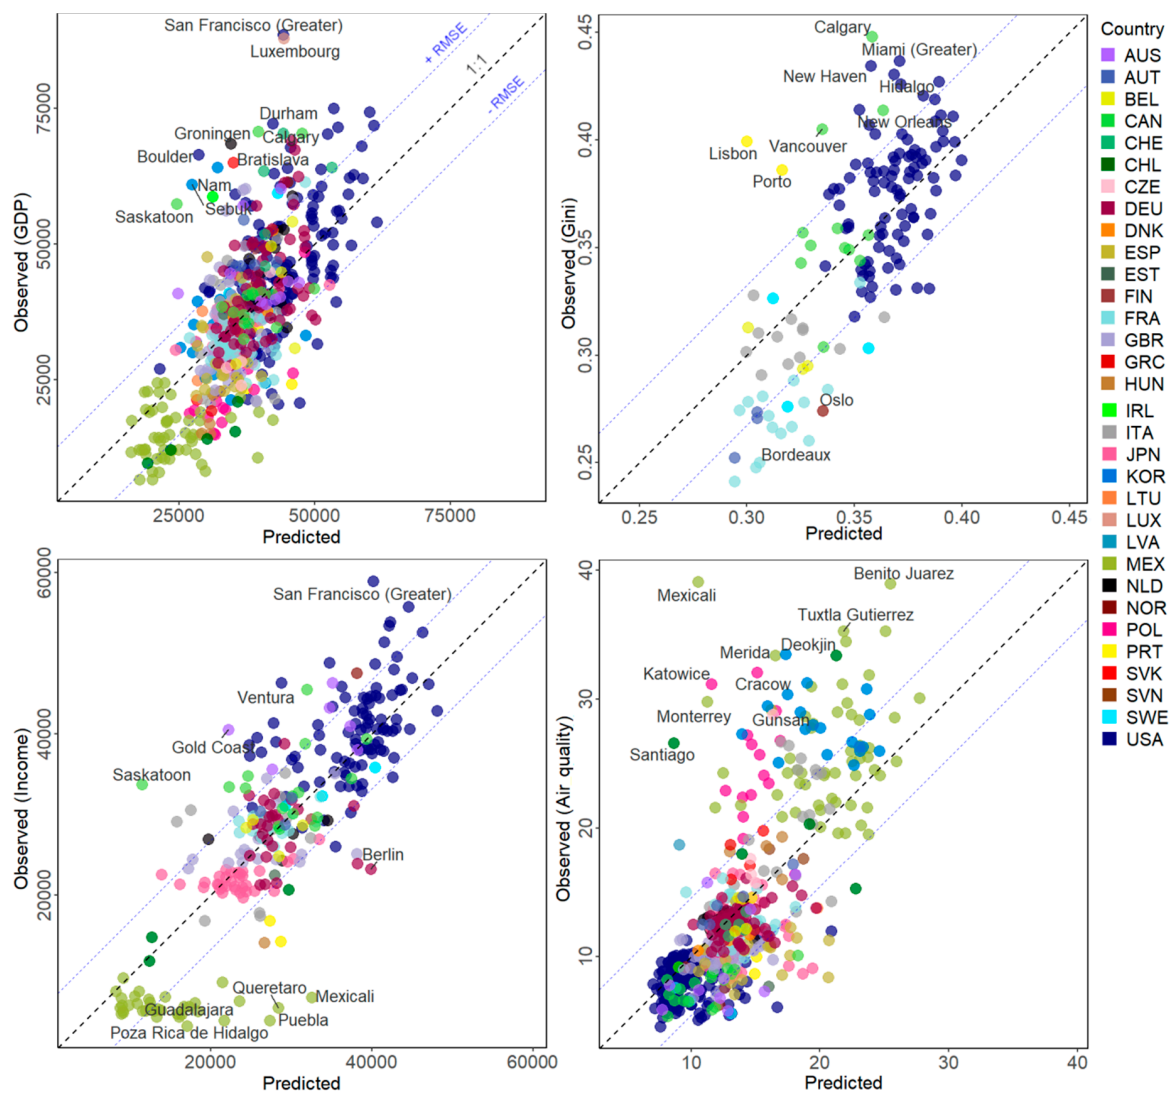 San Francisco (Greater)
Luxembourg
+ RMSE
1:1
- RMSE
Durham
Groningen
Calgary
Boulder
Bratislava
Nam
Sebuk
Saskatoon
Observed (GDP)
75000
50000
25000
25000
50000
75000
Predicted
Calgary
Miami (Greater)
New Haven
Hidalgo
New Orleans
Vancouver
Lisbon
Porto
Oslo
Bordeaux
Observed (Gini)
0.45
0.40
0.35
0.30
0.25
0.25
0.30
0.35
0.40
0.45
Predicted
San Francisco (Greater)
Ventura
Gold Coast
Saskatoon
Berlin
Queretaro
Mexicali
Guadalajara
Puebla
Poza Rica de Hidalgo
Observed (Income)
60000
40000
20000
20000
40000
60000
Predicted
Benito Juarez
Mexicali
Tuxtla Gutierrez
Deokjin
Merida
Katowice
Cracow
Monterrey
Gunsan
Santiago
Observed (Air quality)
40
30
20
10
10
20
30
40
Predicted
Country
AUS
AUT
BEL
CAN
CHE
CHL
CZE
DEU
DNK
ESP
EST
FIN
FRA
GBR
GRC
HUN
IRL
ITA
JPN
KOR
LTU
LUX
LVA
MEX
NLD
NOR
POL
PRT
SVK
SVN
SWE
USA